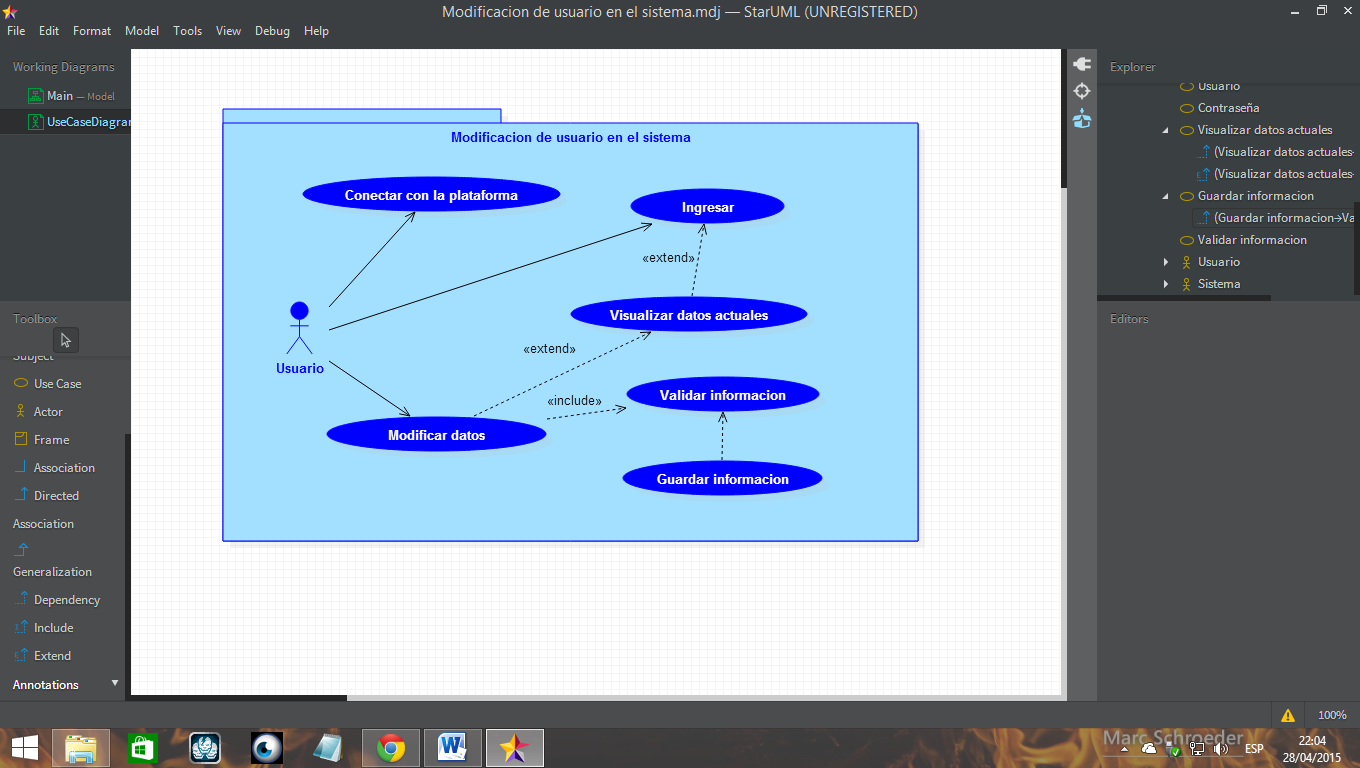 Modificacion de usuario en el sistema.mdj — StarUML (UNREGISTERED)
File Edit Format Model Tools View Debug Help
Working Diagrams
Main — Model
UseCaseDiagrar
Toolbox
Subject
Use Case
Actor
Frame
Association
Directed
Association
Generalization
Dependency
Include
Extend
Annotations
Modificacion de usuario en el sistema
Conectar con la plataforma
Ingresar
«extend»
Visualizar datos actuales
«extend»
Usuario
Validar informacion
«include»
Modificar datos
Guardar informacion
Explorer
Usuario
Contraseña
Visualizar datos actuales
(Visualizar datos actuales-
(Visualizar datos actuales-
Guardar informacion
(Guardar informacion→Va
Validar informacion
Usuario
Sistema
Editors
100%
Marc Schroeder
ESP
22:04
28/04/2015